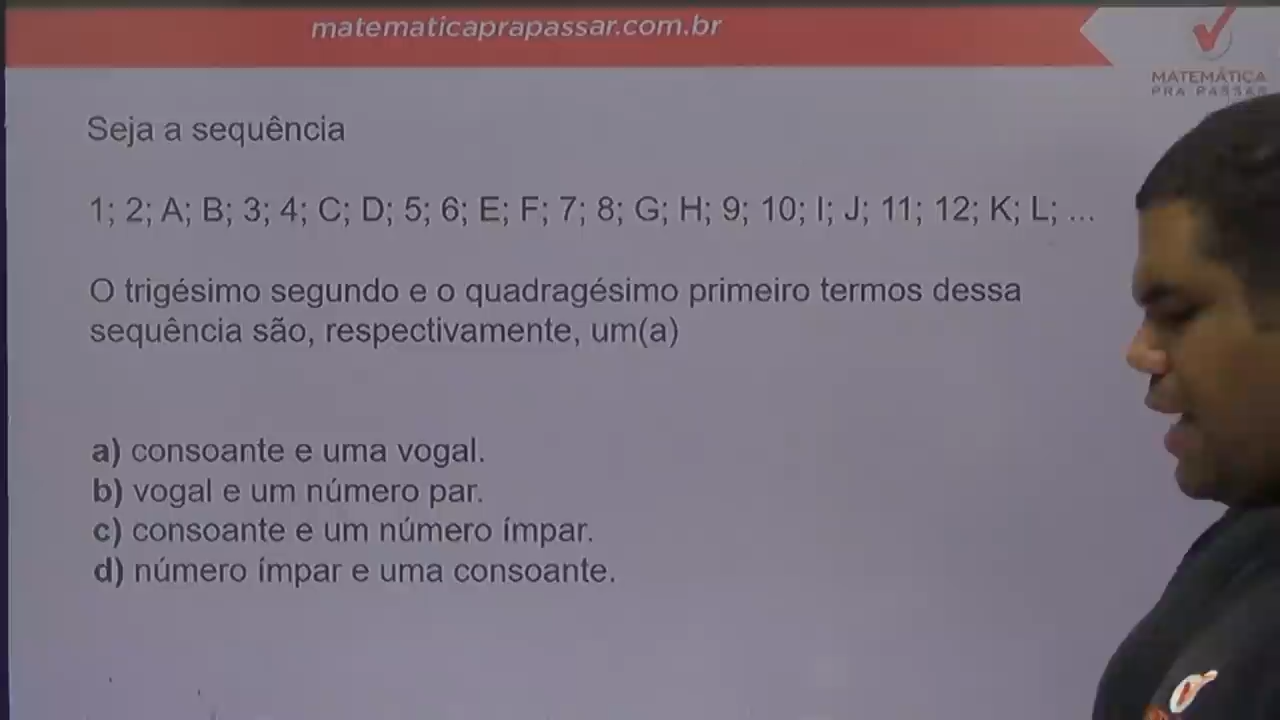 matematicaprapassar.com.br
MATEMÁTICA
PRA PASSAR
Seja a sequência
1; 2; A; B; 3; 4; C; D; 5; 6; E; F; 7; 8; G; H; 9; 10; I; J; 11; 12; K; L; ...
O trigésimo segundo e o quadragésimo primeiro termos dessa
sequência são, respectivamente, um(a)
a) consoante e uma vogal.
b) vogal e um número par.
c) consoante e um número ímpar.
d) número ímpar e uma consoante.